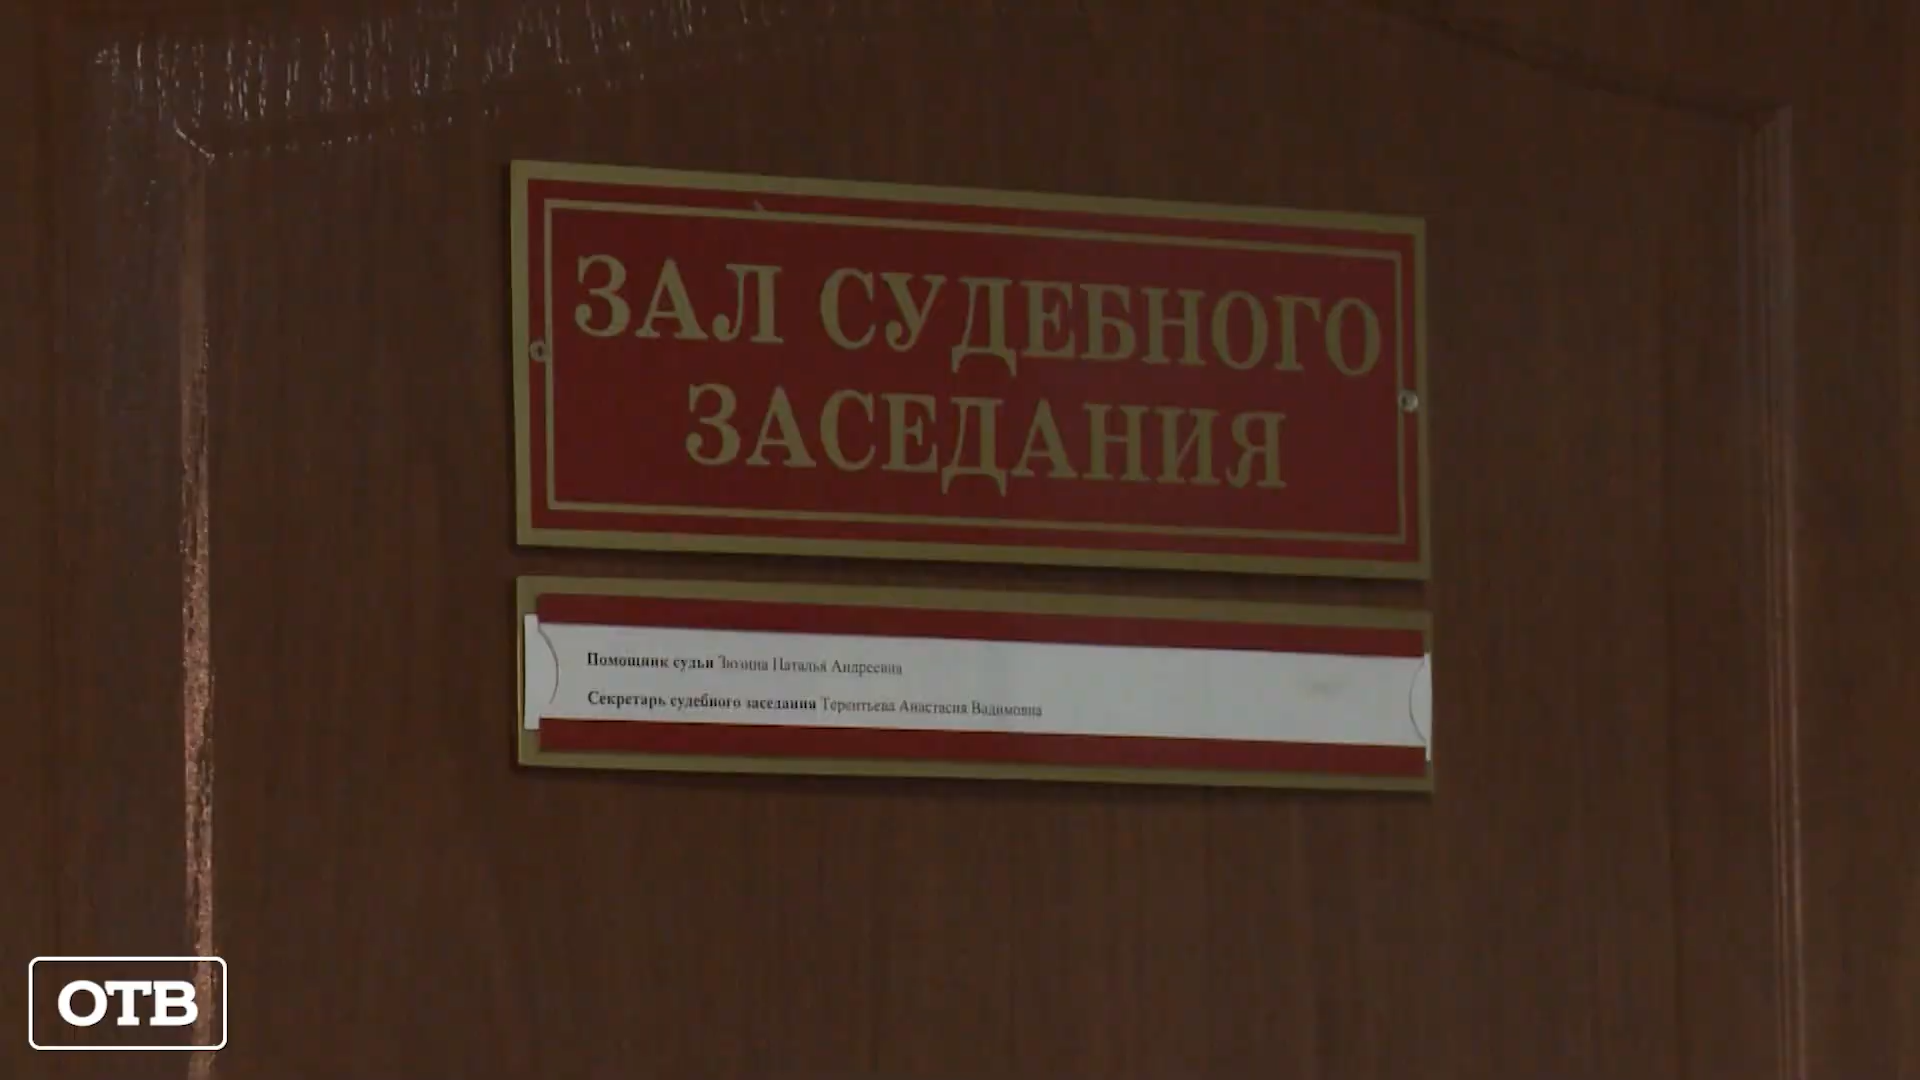 ЗАЛ СУДЕБНОГО
ЗАСЕДАНИЯ
Помощник судьи Наталья Андреевна
Секретарь судебного заседания Терентьева Анастасия Вадимовна
ОТВ